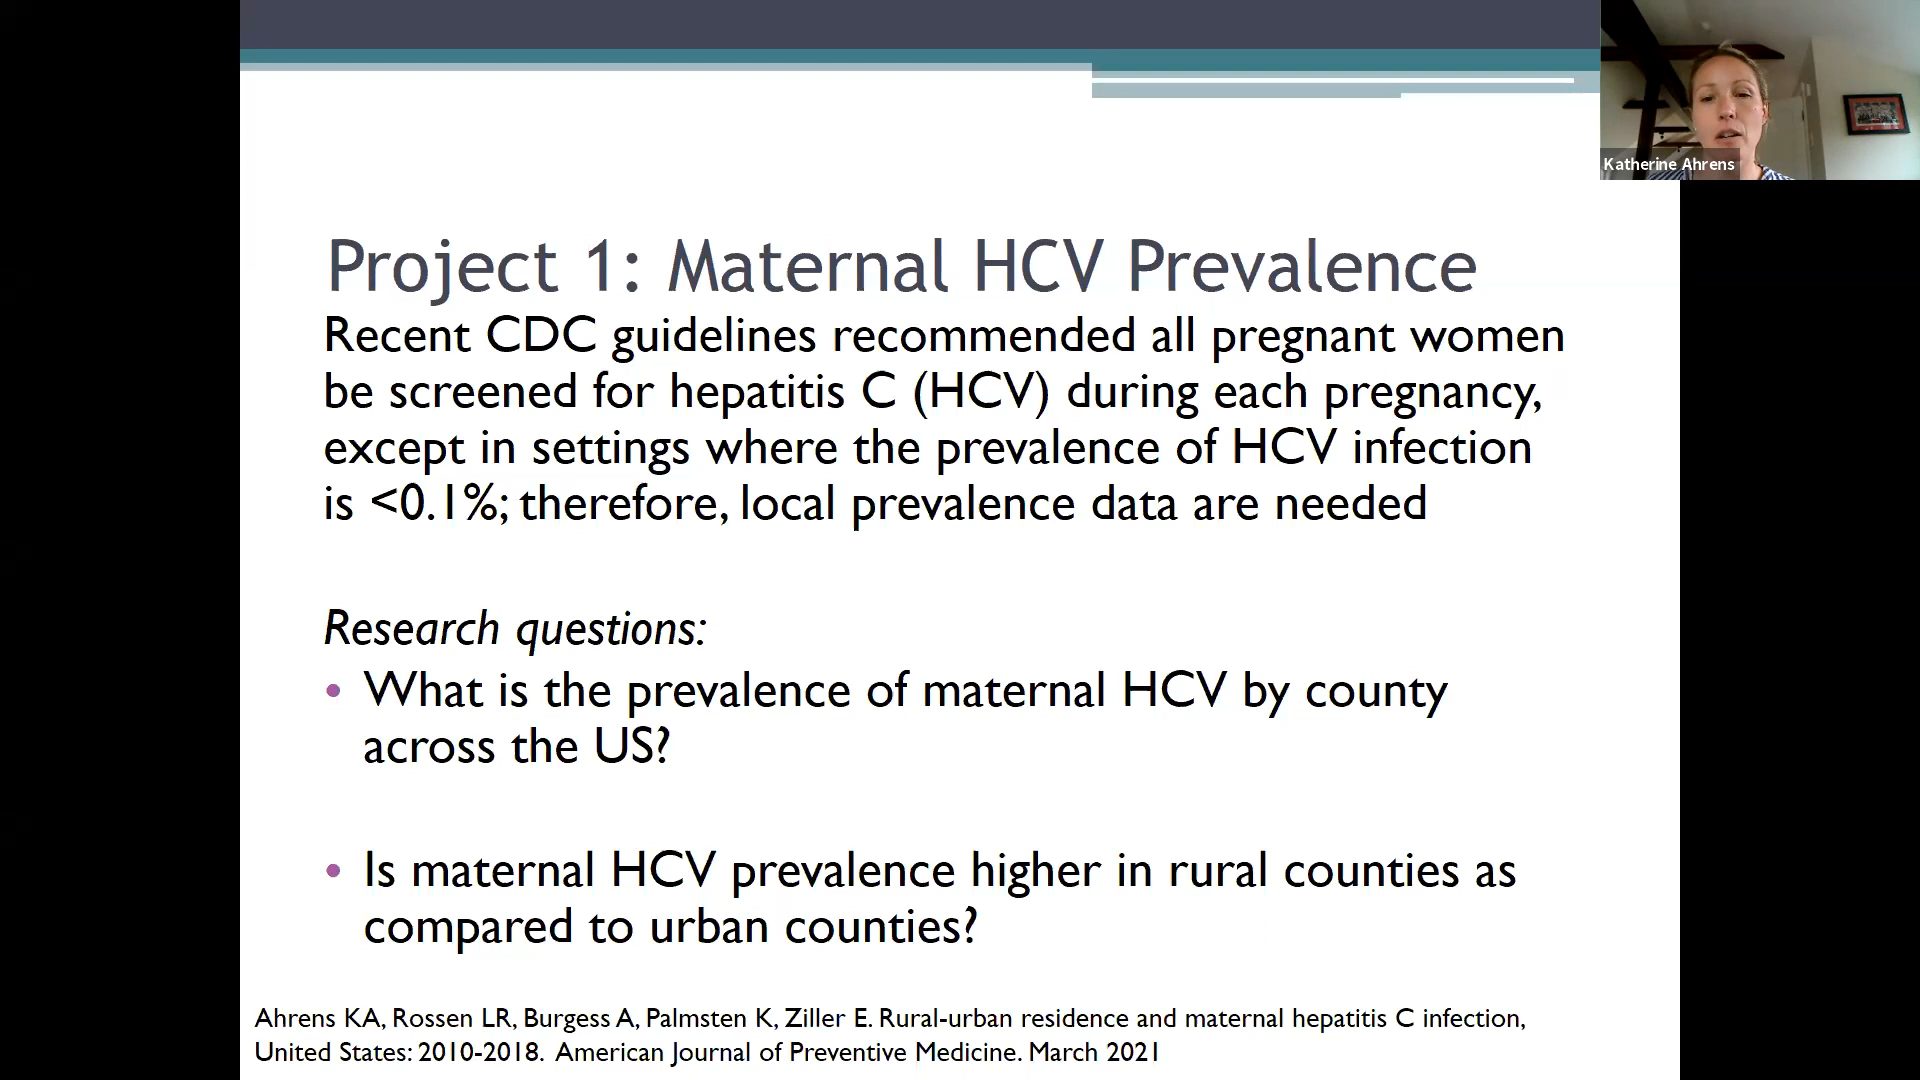 Katherine Ahrens
Project 1: Maternal HCV Prevalence
Recent CDC guidelines recommended all pregnant women
be screened for hepatitis C (HCV) during each pregnancy,
except in settings where the prevalence of HCV infection
is <0.1%; therefore, local prevalence data are needed
Research questions:
• What is the prevalence of maternal HCV by county
across the US?
• Is maternal HCV prevalence higher in rural counties as
compared to urban counties?
Ahrens KA, Rossen LR, Burgess A, Palmsten K, Ziller E. Rural-urban residence and maternal hepatitis C infection,
United States: 2010-2018. American Journal of Preventive Medicine. March 2021